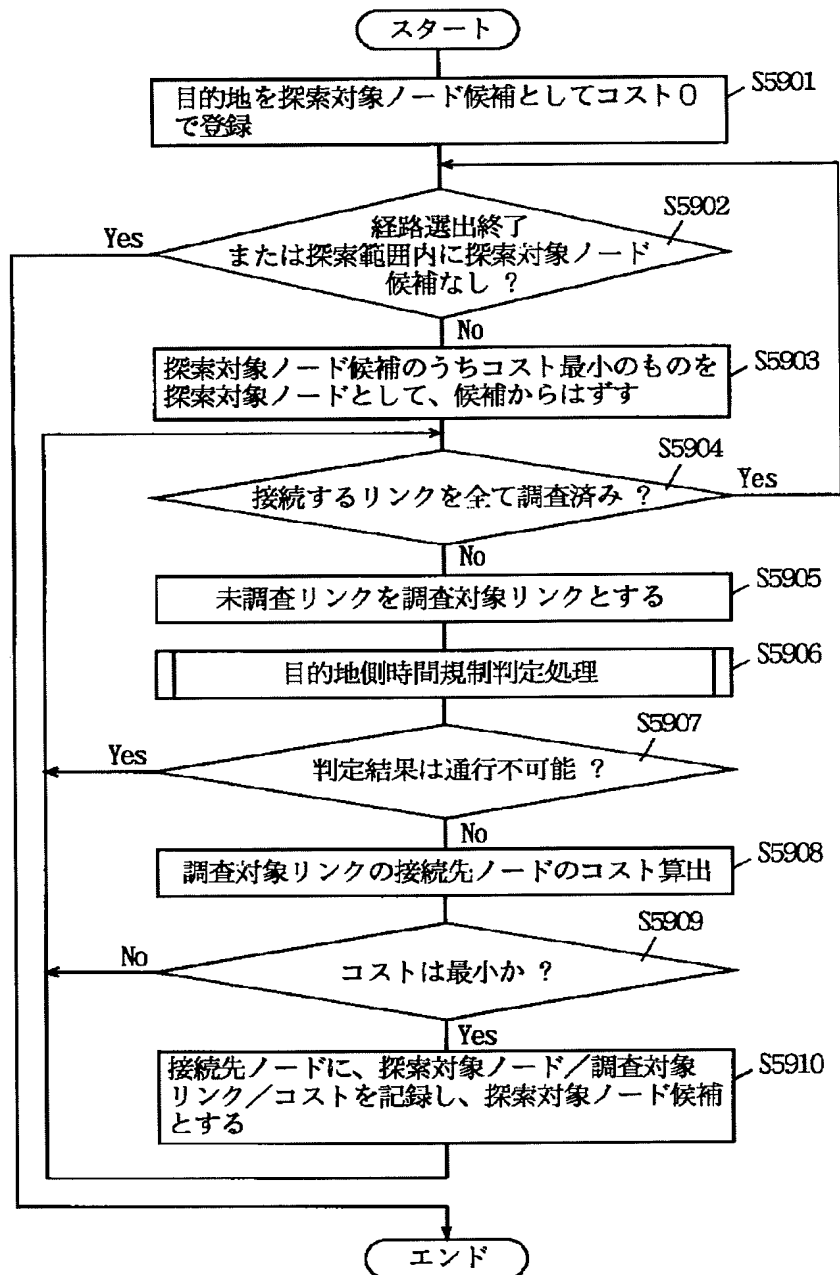 スタート
目的地を探索対象ノード候補としてコスト0
で登録
S5901
経路選出終了
または探索範囲内に探索対象ノード
候補なし ?
S5902
Yes
No
探索対象ノード候補のうちコスト最小のものを
探索対象ノードとして、候補からはずす
S5903
接続するリンクを全て調査済み ?
S5904
Yes
No
未調査リンクを調査対象リンクとする
S5905
目的地側時間規制判定処理
S5906
判定結果は通行不可能 ?
S5907
Yes
No
調査対象リンクの接続先ノードのコスト算出
S5908
コストは最小か ?
S5909
No
Yes
接続先ノードに、探索対象ノード/調査対象
リンク/コストを記録し、探索対象ノード候補
とする
S5910
エンド